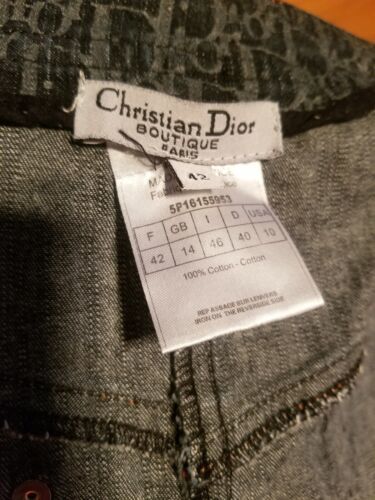 Christian Dior
BOUTIQUE
PARIS
42
5P16155953
F GB I D USA
42 14 46 40 10
100% Cotton - Cotton
REPASSAGE SUR L'ENVERS
IRON ON THE REVERSE SIDE